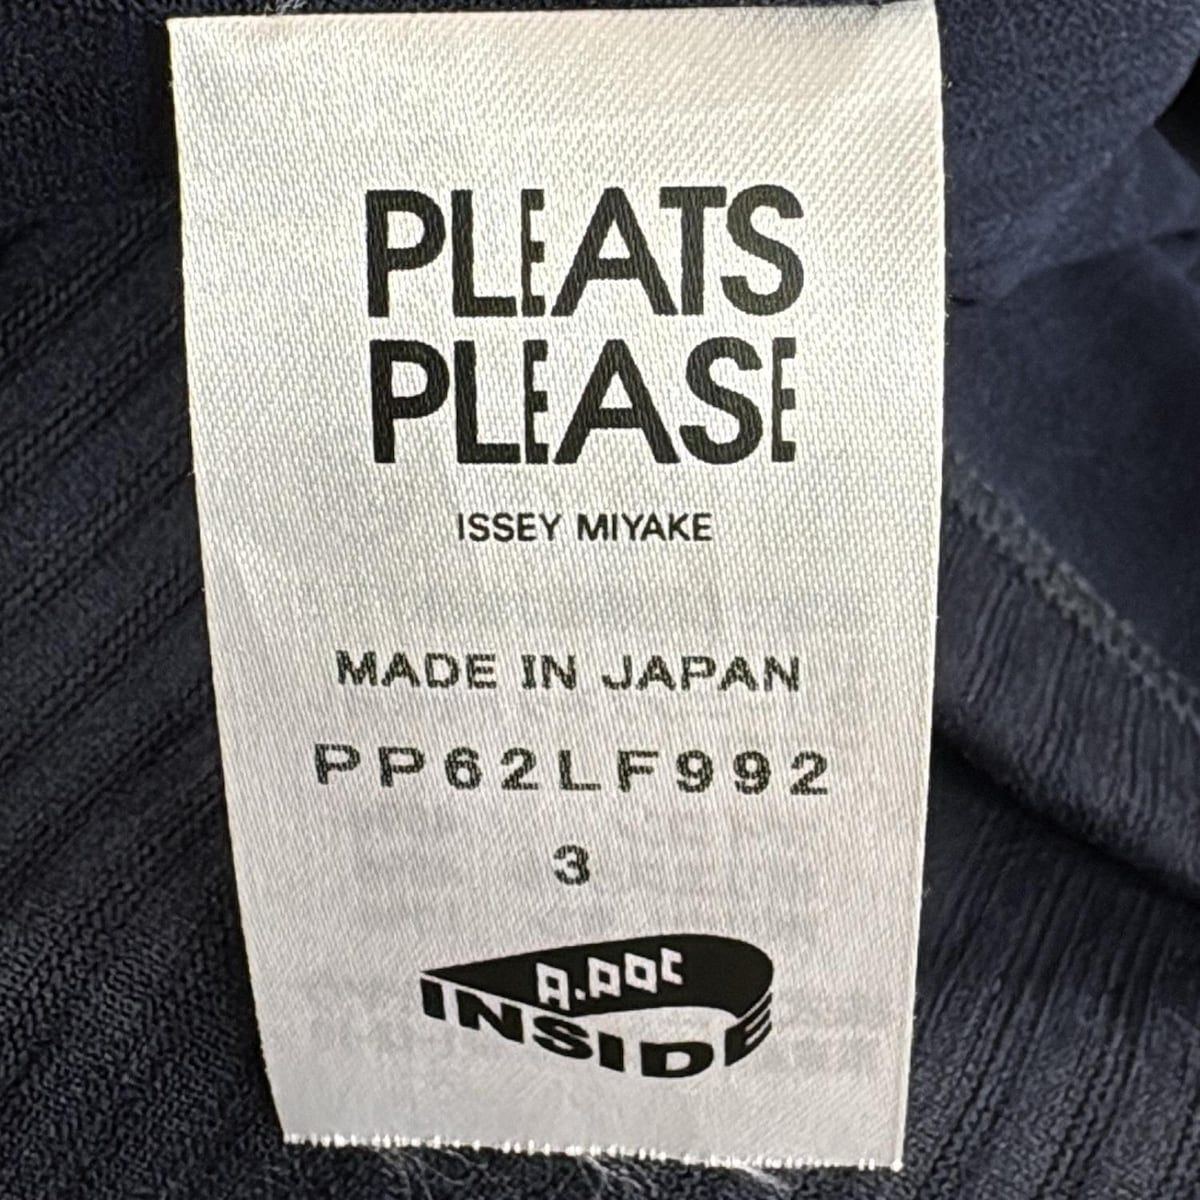 PLEATS
PLEASE
ISSEY MIYAKE
MADE IN JAPAN
PP62LF992
3
A.POC
INSIDE